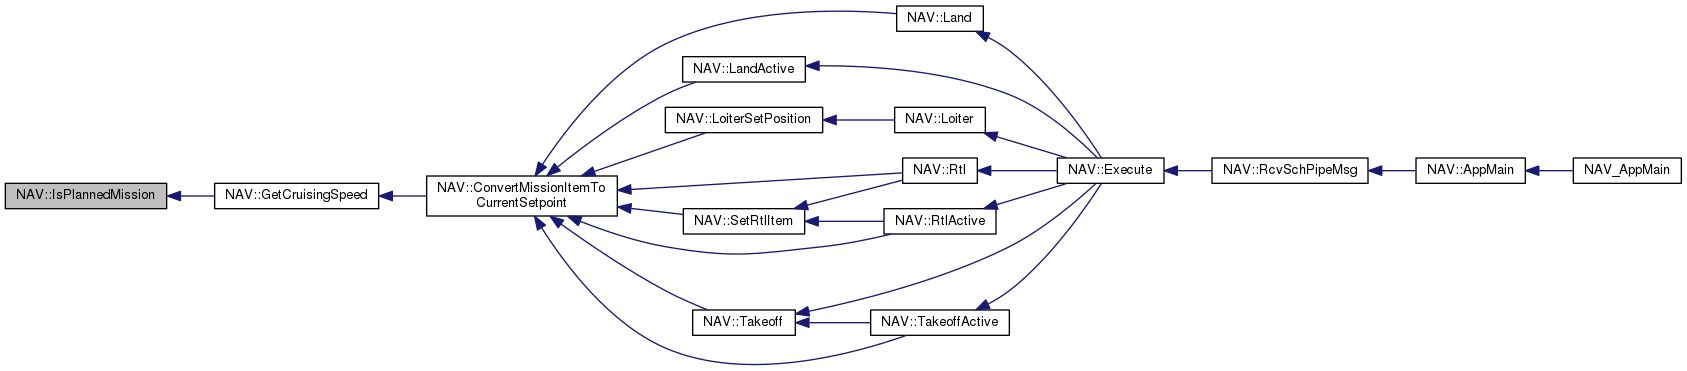 NAV::Land
NAV::LandActive
NAV::LoiterSetPosition
NAV::Loiter
NAV::IsPlannedMission
NAV::GetCruisingSpeed
NAV::ConvertMissionItemTo
CurrentSetpoint
NAV::Rtl
NAV::Execute
NAV::RcvSchPipeMsg
NAV::AppMain
NAV_AppMain
NAV::SetRtlItem
NAV::RtlActive
NAV::Takeoff
NAV::TakeoffActive